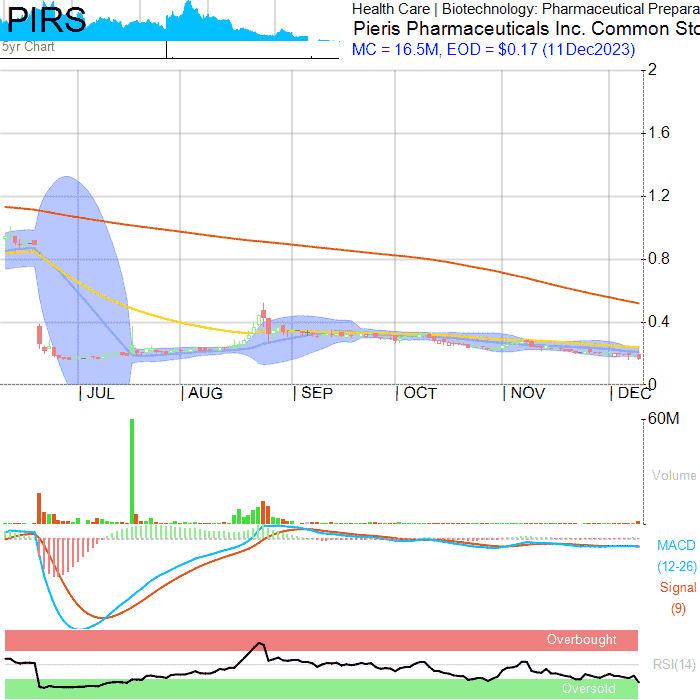 PIRS
5yr Chart
Health Care | Biotechnology: Pharmaceutical Prepara
Pieris Pharmaceuticals Inc. Common Sto
MC = 16.5M, EOD = $0.17 (11Dec2023)
2
1.6
1.2
0.8
0.4
0
| JUL | AUG | SEP | OCT | NOV | DEC
60M
Volume
MACD
(12-26)
Signal
(9)
Overbought
RSI(14)
Oversold